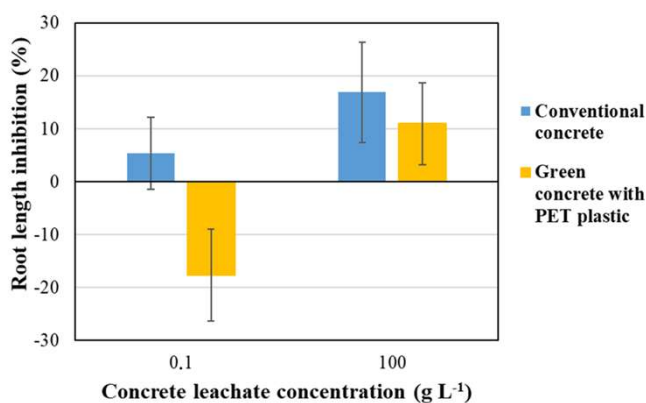 Root length inhibition (%)
30
20
10
0
-10
-20
-30
0.1
100
Concrete leachate concentration (g L⁻¹)
Conventional
concrete
Green
concrete with
PET plastic